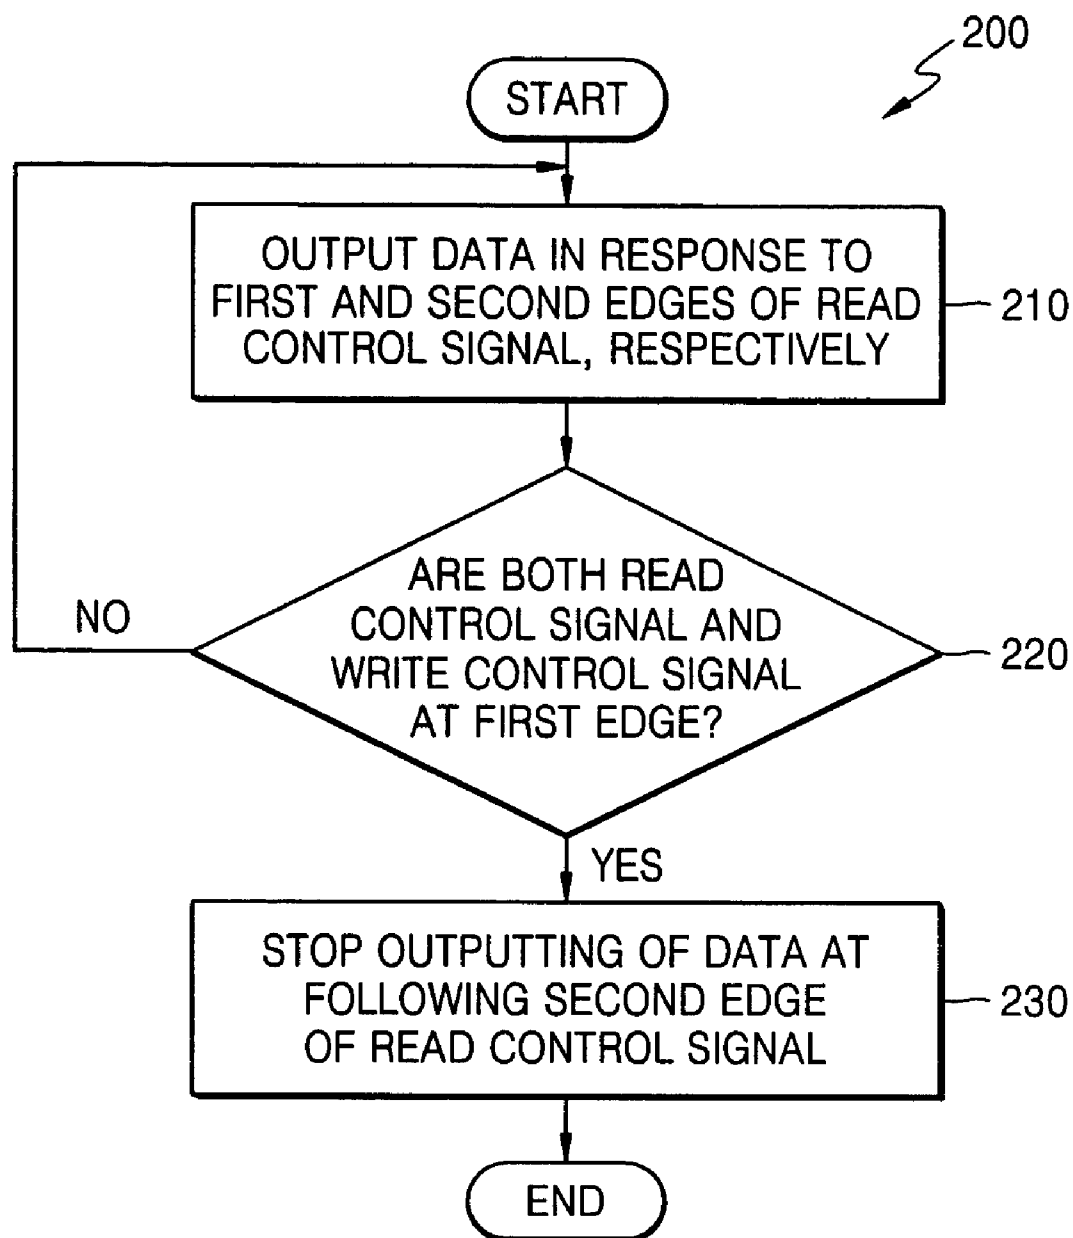 200
START
OUTPUT DATA IN RESPONSE TO
FIRST AND SECOND EDGES OF READ
CONTROL SIGNAL, RESPECTIVELY
210
ARE BOTH READ
CONTROL SIGNAL AND
WRITE CONTROL SIGNAL
AT FIRST EDGE?
220
NO
YES
STOP OUTPUTTING OF DATA AT
FOLLOWING SECOND EDGE
OF READ CONTROL SIGNAL
230
END